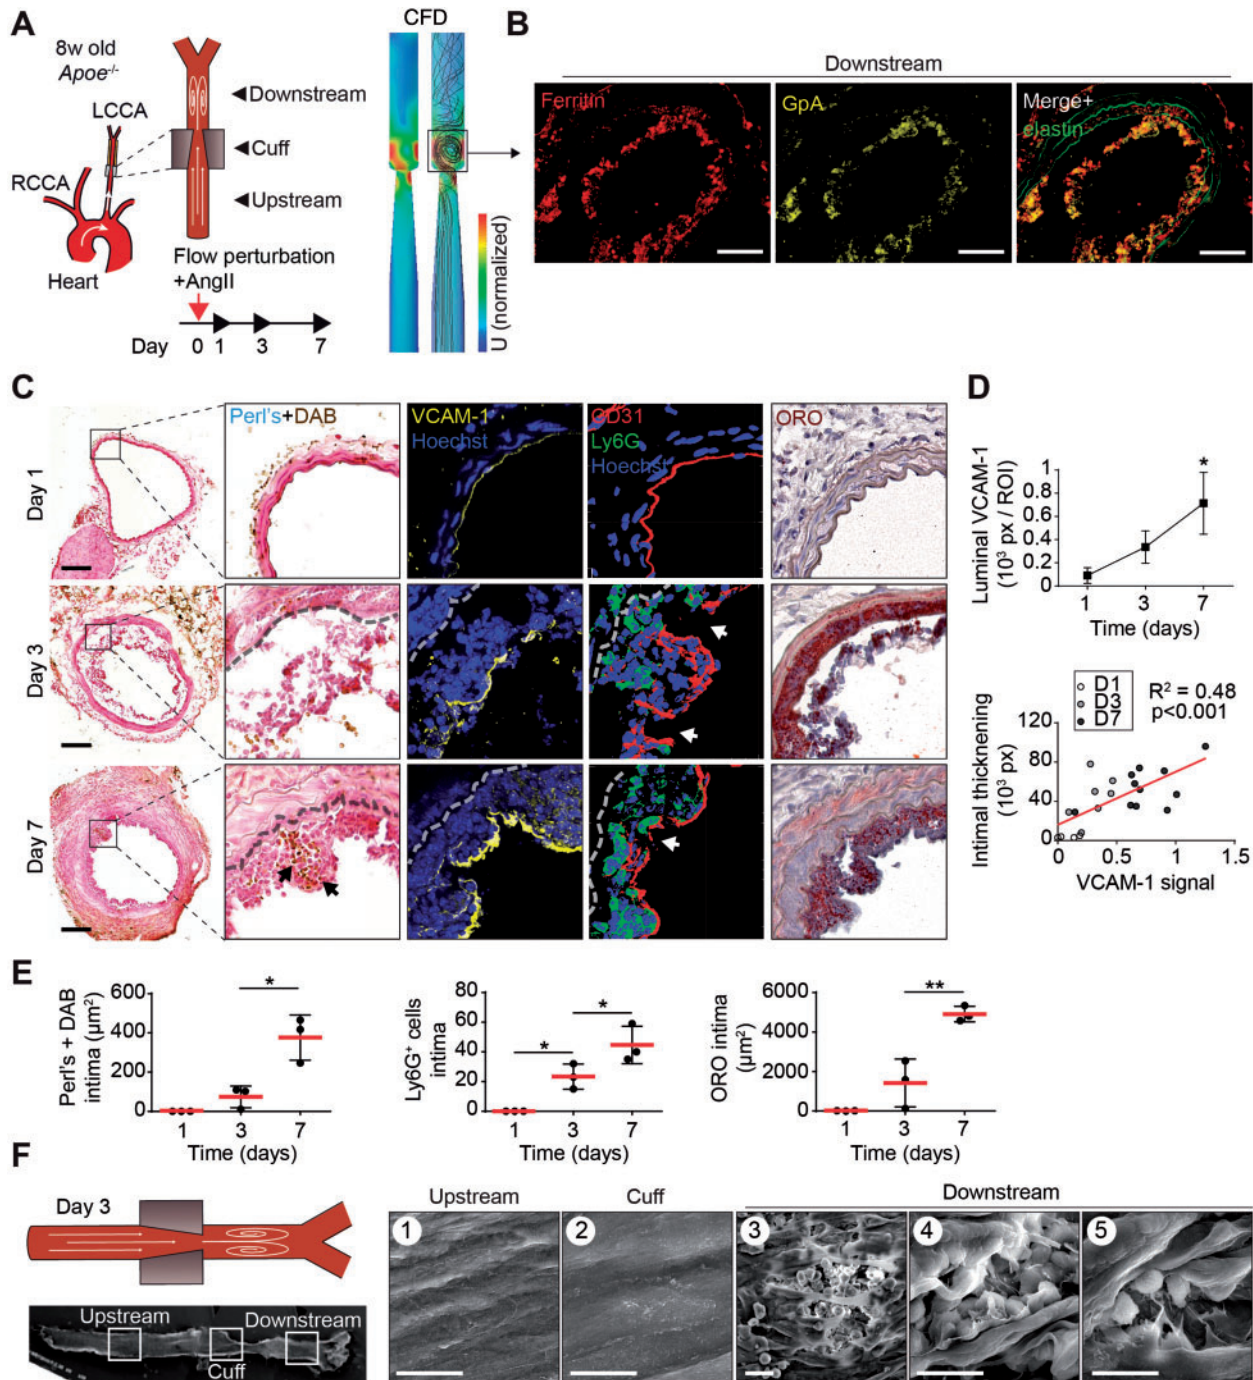 A
8w old
Apoe-/-
LCCA
RCCA
Heart
Downstream
Cuff
Upstream
Flow perturbation
+AngII
Day 0 1 3 7
CFD
U (normalized)
B
Downstream
Ferritin
GpA
Merge+
elastin
C
Perl's+DAB
VCAM-1
Hoechst
CD31
Ly6G
Hoechst
ORO
Day 1
Day 3
Day 7
D
Luminal VCAM-1
(10³ px / ROI)
1
0.8
0.6
0.4
0.2
0
*
1 3 7
Time (days)
Intimal thicknening
(10³ px)
120
80
40
0
D1
D3
D7
R² = 0.48
p<0.001
0 0.5 1 1.5
VCAM-1 signal
E
Perl's + DAB
intima (µm²)
600
400
200
0
*
1 3 7
Time (days)
Ly6G+ cells
intima
80
60
40
20
0
* *
1 3 7
Time (days)
ORO intima
(µm²)
6000
4000
2000
0
**
1 3 7
Time (days)
F
Day 3
Upstream
Cuff
Downstream
Upstream
Cuff
Downstream
1
2
3
4
5